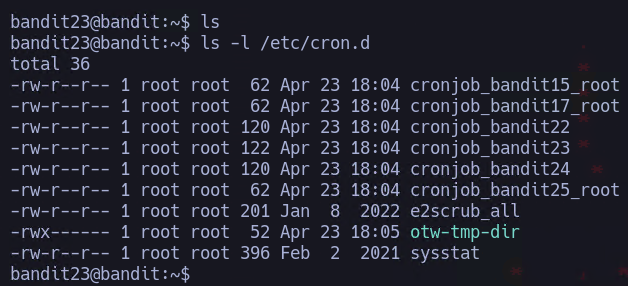 bandit23@bandit:~$ ls
bandit23@bandit:~$ ls -l /etc/cron.d
total 36
-rw-r--r-- 1 root root  62 Apr 23 18:04 cronjob_bandit15_root
-rw-r--r-- 1 root root  62 Apr 23 18:04 cronjob_bandit17_root
-rw-r--r-- 1 root root 120 Apr 23 18:04 cronjob_bandit22
-rw-r--r-- 1 root root 122 Apr 23 18:04 cronjob_bandit23
-rw-r--r-- 1 root root 120 Apr 23 18:04 cronjob_bandit24
-rw-r--r-- 1 root root  62 Apr 23 18:04 cronjob_bandit25_root
-rw-r--r-- 1 root root 201 Jan  8  2022 e2scrub_all
-rwx------ 1 root root  52 Apr 23 18:05 otw-tmp-dir
-rw-r--r-- 1 root root 396 Feb  2  2021 sysstat
bandit23@bandit:~$